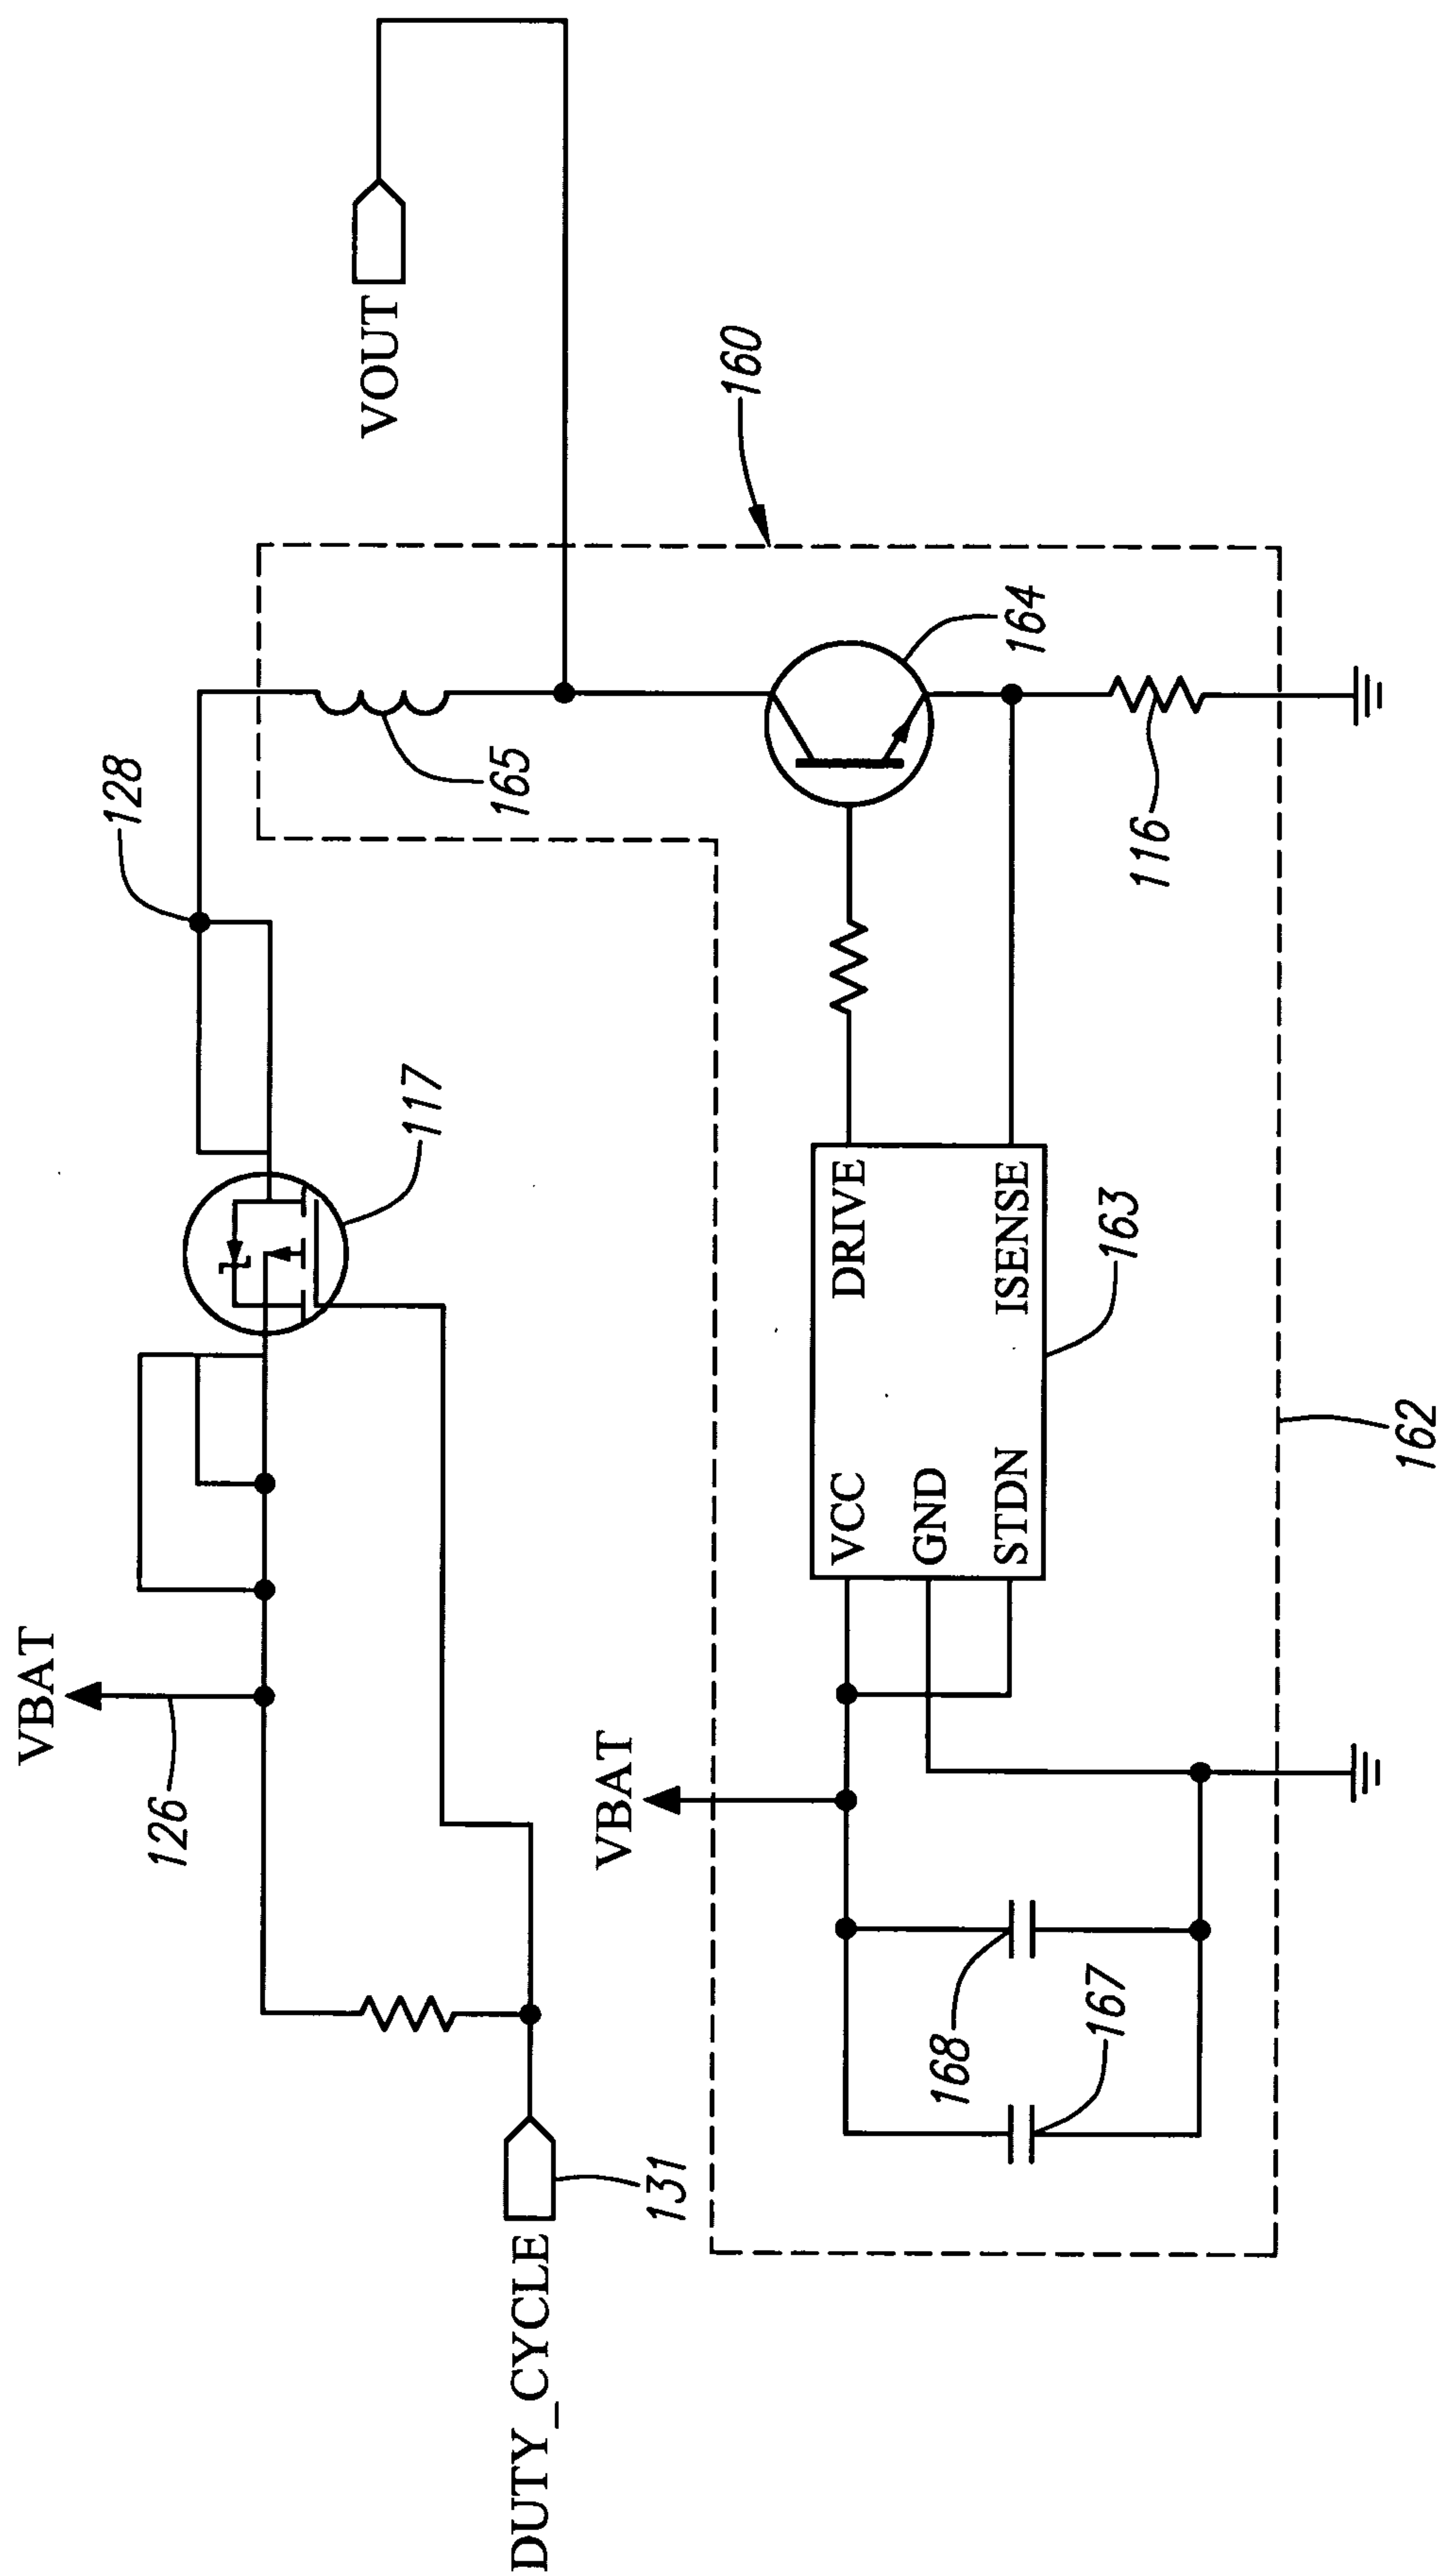 VBAT
126
117
128
VOUT
165
160
DUTY_CYCLE
131
VBAT
168
167
VCC
GND
STDN
DRIVE
ISENSE
163
164
116
162